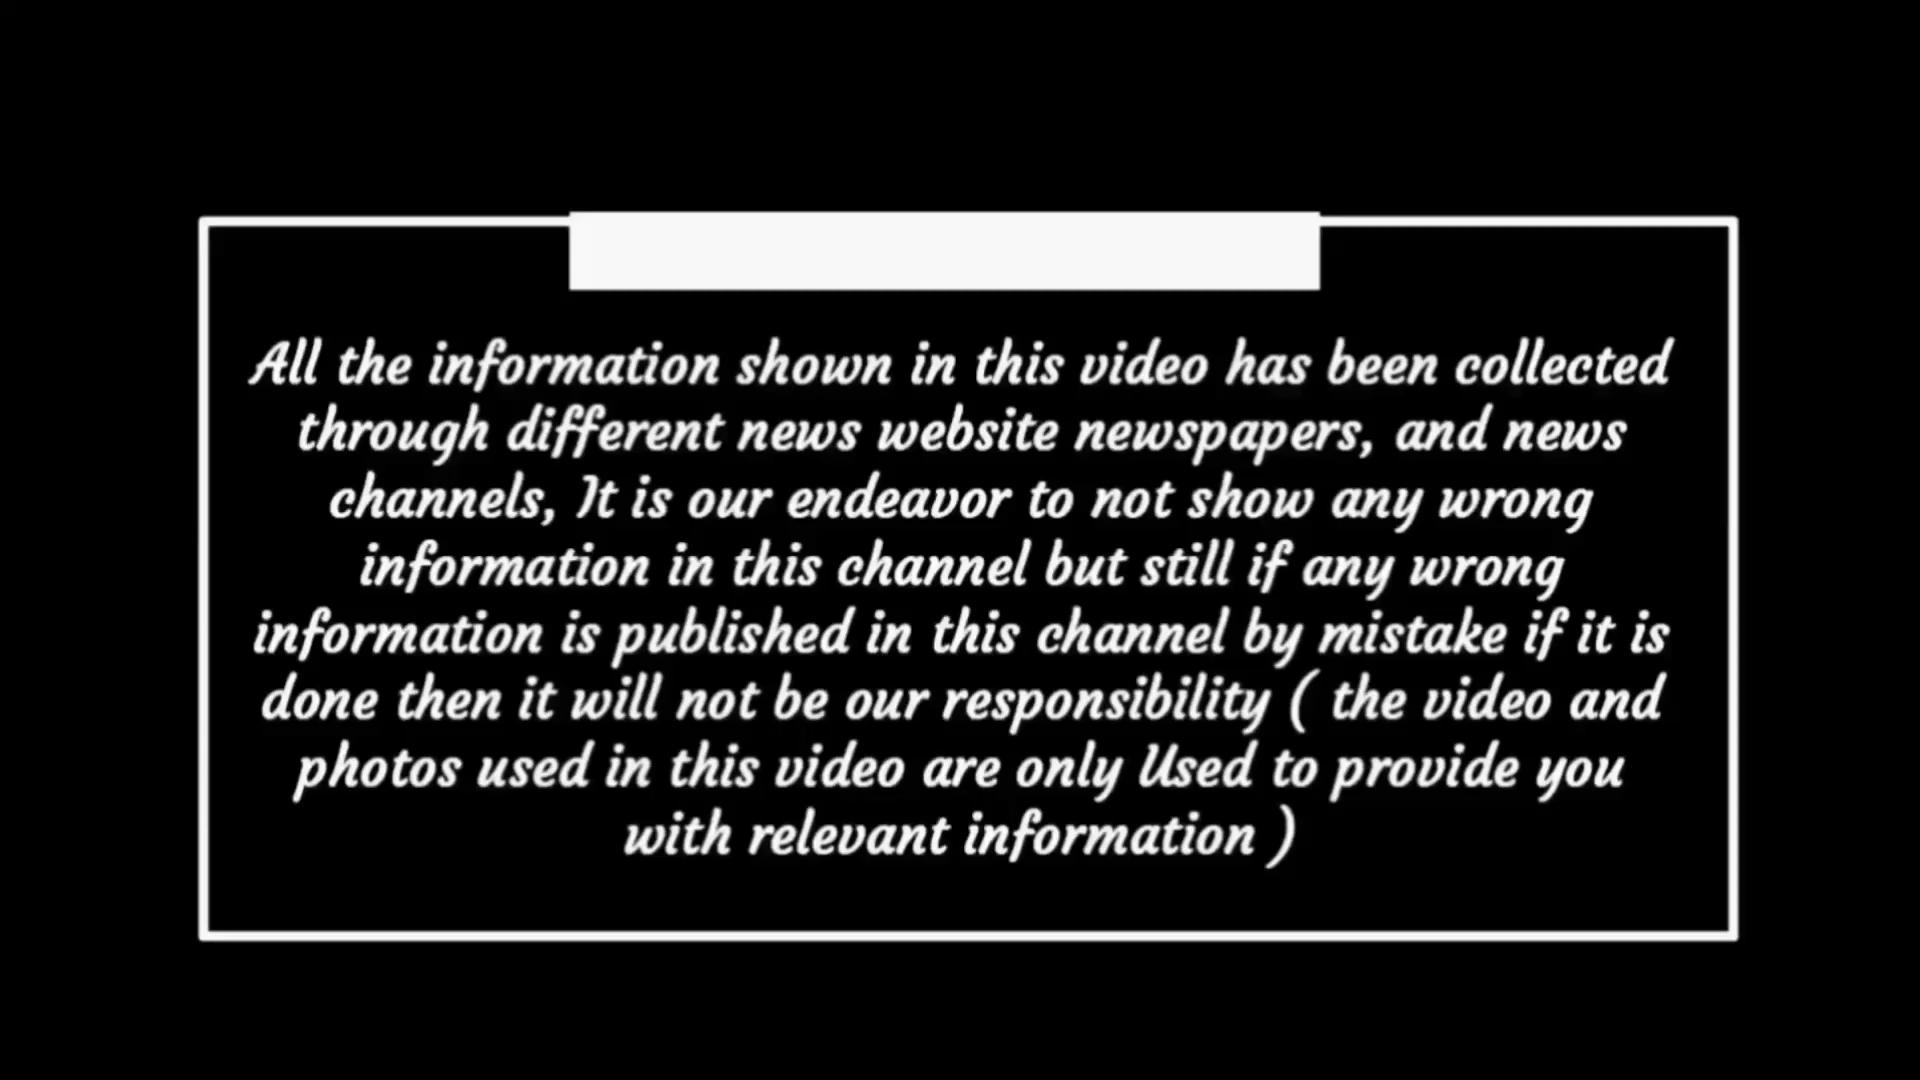 All the information shown in this video has been collected
through different news website newspapers, and news
channels, It is our endeavor to not show any wrong
information in this channel but still if any wrong
information is published in this channel by mistake if it is
done then it will not be our responsibility ( the video and
photos used in this video are only Used to provide you
with relevant information )